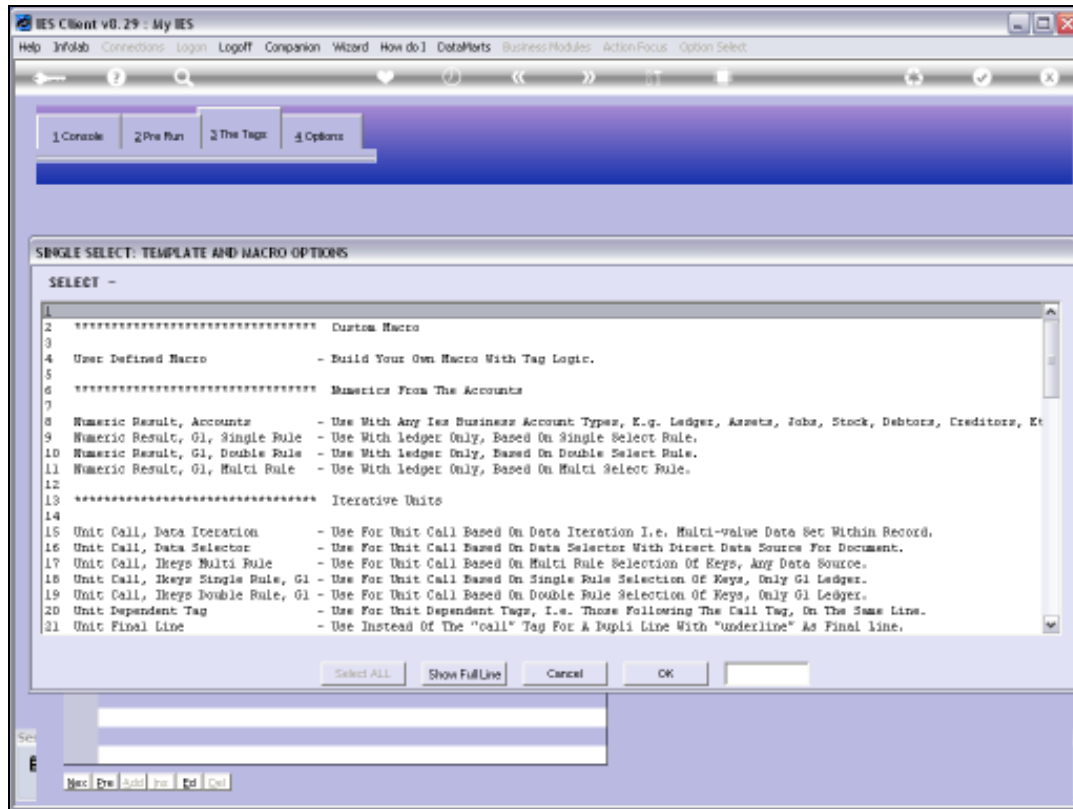 IES Client v8.29 : My IES
Help Infolab Connections Logon Logoff Companion Wizard How do I DataMarts Business Modules Action Focus Option Select
1 Console 2 Pre Run 3 The Tags 4 Options
SINGLE SELECT: TEMPLATE AND MACRO OPTIONS
SELECT -
1
2 ********************************* Custom Macro
3
4 User Defined Macro - Build Your Own Macro With Tag Logic.
5
6 ********************************* Numerics From The Accounts
7
8 Numeric Result, Accounts - Use With Any Ies Business Account Types, E.g. Ledger, Assets, Jobs, Stock, Debtors, Creditors, Et
9 Numeric Result, Gl, Single Rule - Use With Ledger Only, Based On Single Select Rule.
10 Numeric Result, Gl, Double Rule - Use With Ledger Only, Based On Double Select Rule.
11 Numeric Result, Gl, Multi Rule - Use With Ledger Only, Based On Multi Select Rule.
12
13 ********************************* Iterative Units
14
15 Unit Call, Data Iteration - Use For Unit Call Based On Data Iteration I.e. Multi-value Data Set Within Record.
16 Unit Call, Data Selector - Use For Unit Call Based On Data Selector With Direct Data Source For Document.
17 Unit Call, Ikeys Multi Rule - Use For Unit Call Based On Multi Rule Selection Of Keys, Any Data Source.
18 Unit Call, Ikeys Single Rule, Gl - Use For Unit Call Based On Single Rule Selection Of Keys, Only Gl Ledger.
19 Unit Call, Ikeys Double Rule, Gl - Use For Unit Call Based On Double Rule Selection Of Keys, Only Gl Ledger.
20 Unit Dependent Tag - Use For Unit Dependent Tags, I.e. Those Following The Call Tag, On The Same Line.
21 Unit Final Line - Use Instead Of The "call" Tag For A Dupli Line With "underline" As Final Line.
Select ALL Show Full Line Cancel OK
Sec
Nex Pre Add Ins Ed Del